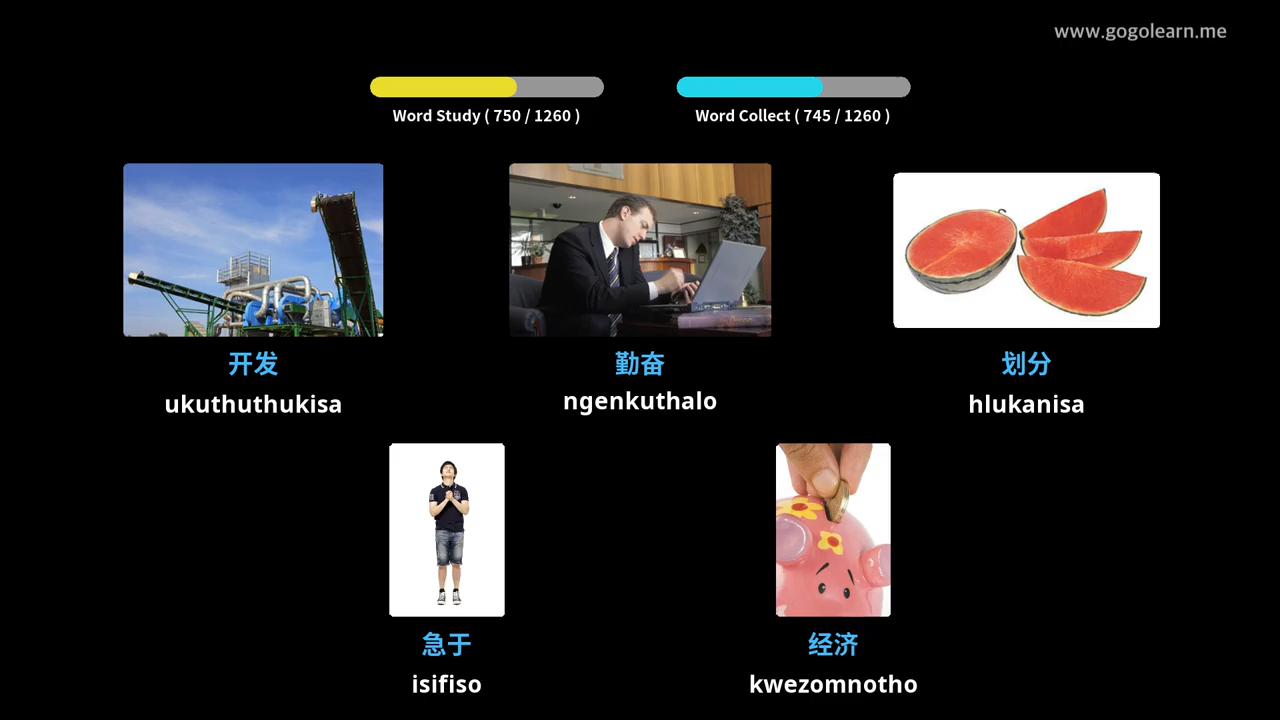 www.gogolearn.me
Word Study ( 750 / 1260 )
Word Collect ( 745 / 1260 )
开发
勤奋
划分
ukuthuthukisa
ngenkuthalo
hlukanisa
急于
经济
isifiso
kwezomnotho